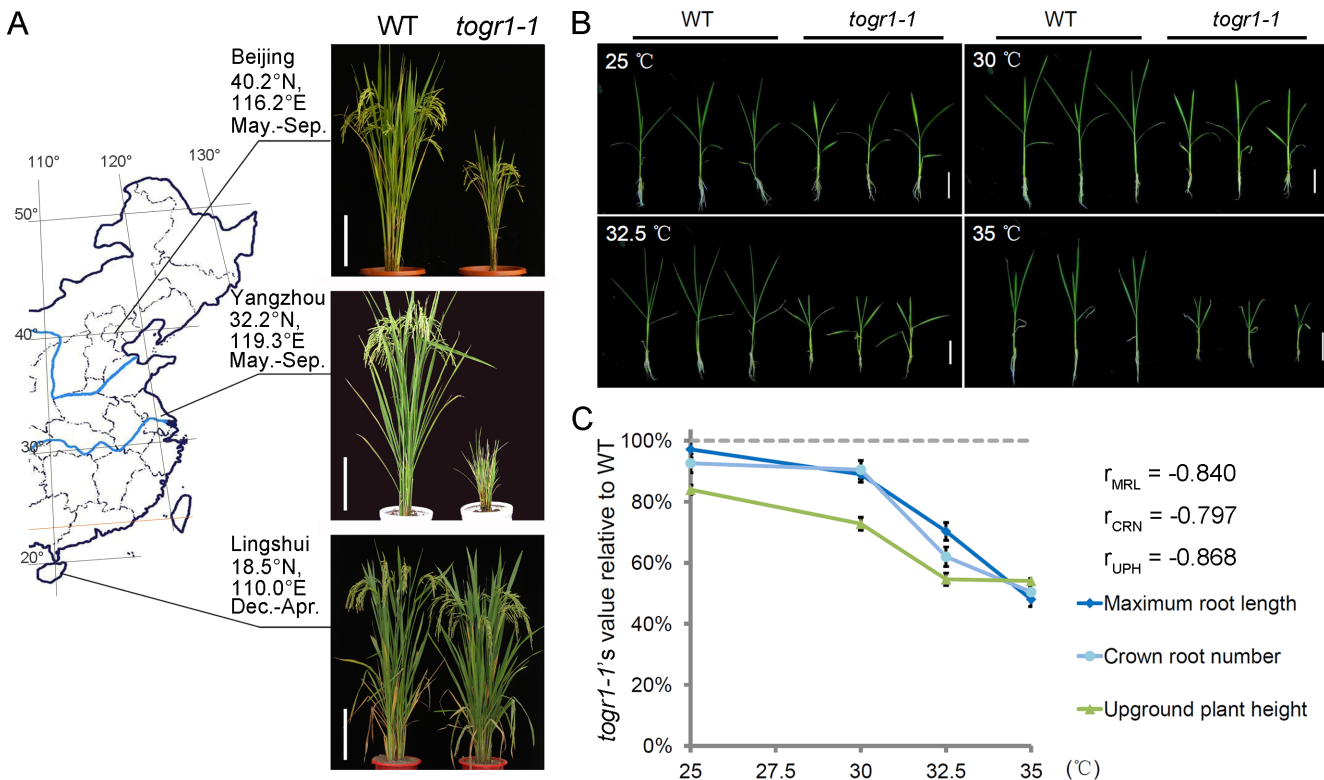 A
WT togr1-1
Beijing
40.2°N,
116.2°E
May.-Sep.
110° 120° 130°
50°
Yangzhou
32.2°N,
119.3°E
May.-Sep.
40°
30°
Lingshui
18.5°N,
110.0°E
Dec.-Apr.
20°
B
WT togr1-1 WT togr1-1
25 ℃ 30 ℃
32.5 ℃ 35 ℃
C
togr1-1's value relative to WT
100%
80%
60%
40%
20%
0%
25 27.5 30 32.5 35 (℃)
rMRL = -0.840
rCRN = -0.797
rUPH = -0.868
Maximum root length
Crown root number
Upground plant height